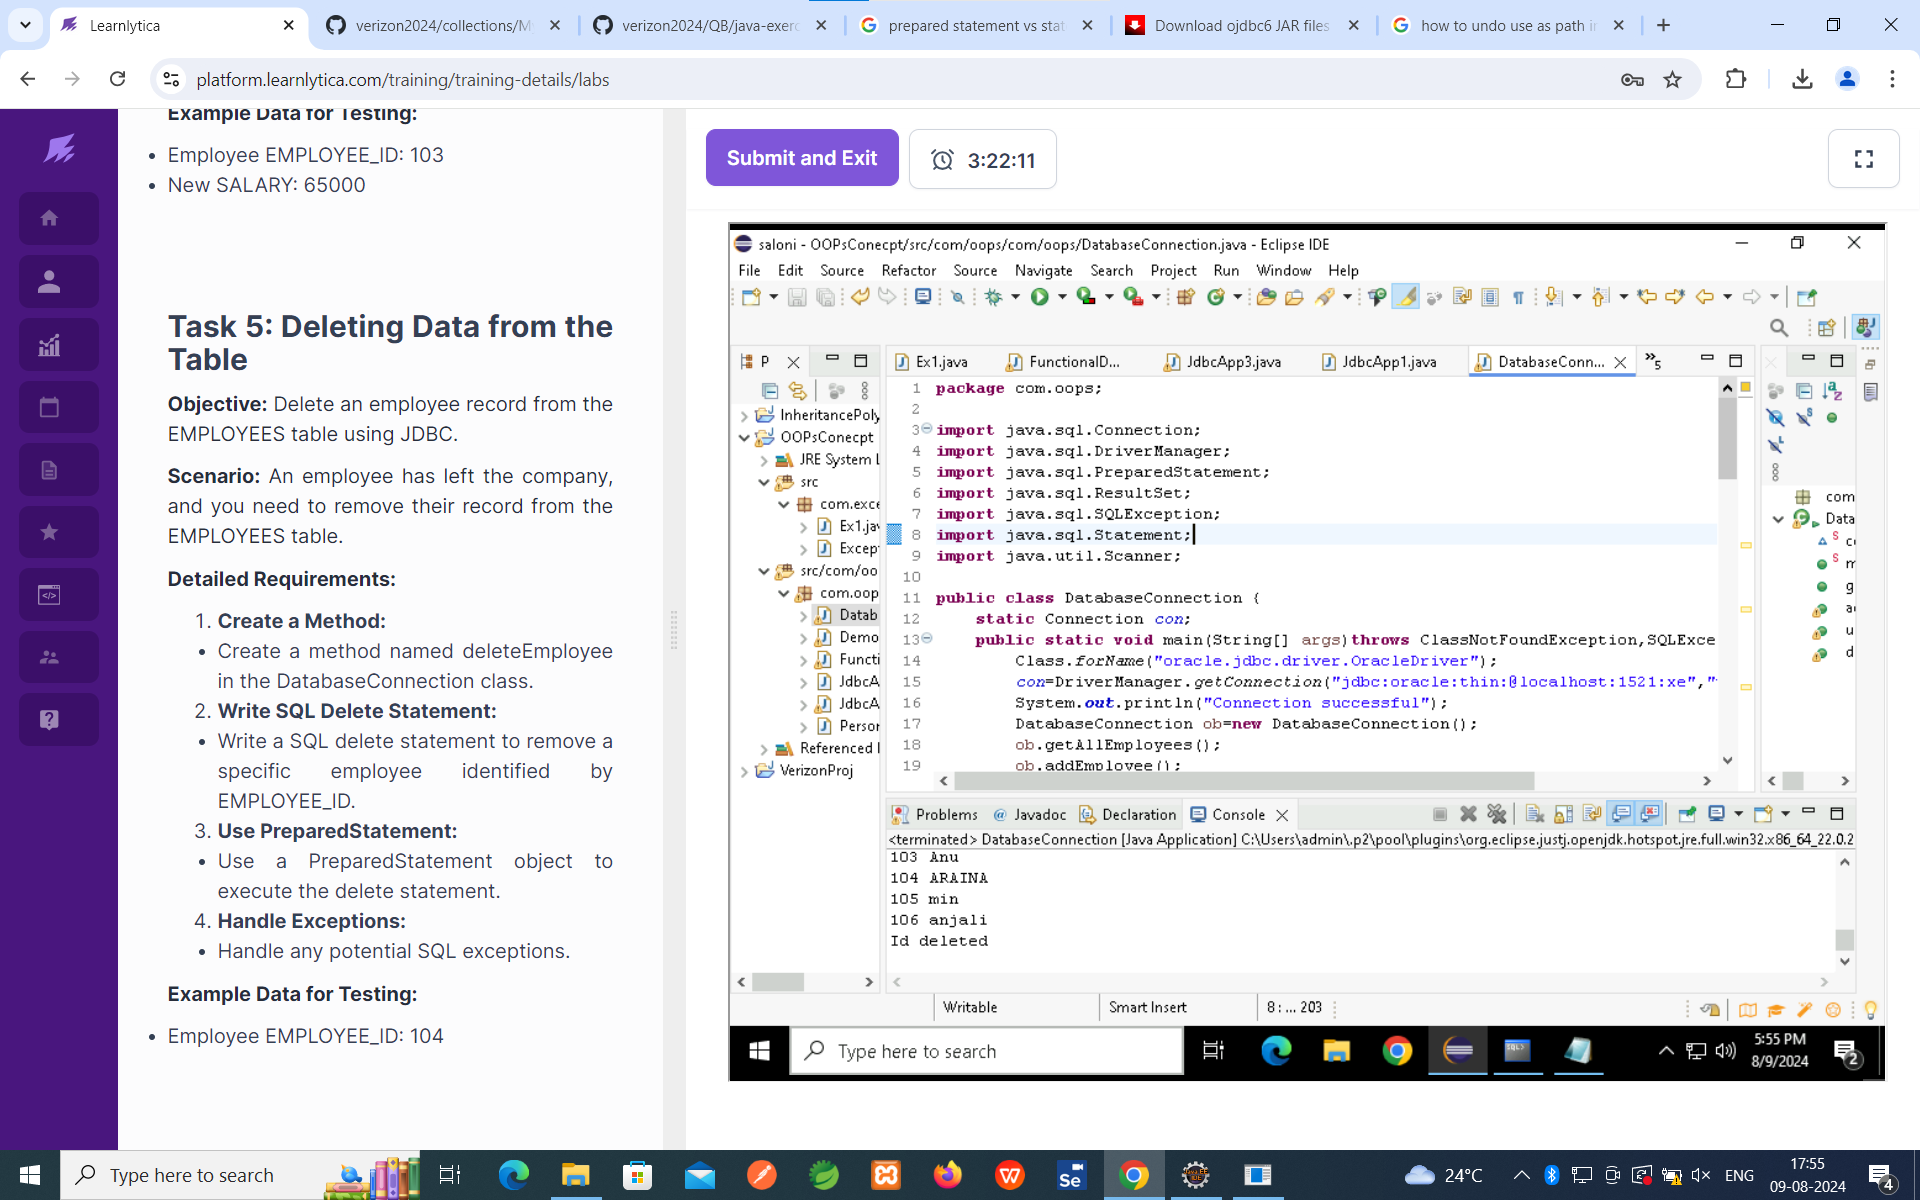 Learnlytica
verizon2024/collections/M
verizon2024/QB/java-exerc
prepared statement vs stat
Download ojdbc6 JAR files
how to undo use as path i
platform.learnlytica.com/training/training-details/labs
Example Data for Testing:
• Employee EMPLOYEE_ID: 103
• New SALARY: 65000
Task 5: Deleting Data from the
Table
Objective: Delete an employee record from the
EMPLOYEES table using JDBC.
Scenario: An employee has left the company,
and you need to remove their record from the
EMPLOYEES table.
Detailed Requirements:
1. Create a Method:
• Create a method named deleteEmployee
in the DatabaseConnection class.
2. Write SQL Delete Statement:
• Write a SQL delete statement to remove a
specific employee identified by
EMPLOYEE_ID.
3. Use PreparedStatement:
• Use a PreparedStatement object to
execute the delete statement.
4. Handle Exceptions:
• Handle any potential SQL exceptions.
Example Data for Testing:
• Employee EMPLOYEE_ID: 104
Submit and Exit
3:22:11
saloni - OOPsConecpt/src/com/oops/com/oops/DatabaseConnection.java - Eclipse IDE
File Edit Source Refactor Source Navigate Search Project Run Window Help
P
InheritancePoly
OOPsConecpt
JRE System L
src
com.exce
Ex1.jav
Except
src/com/oo
com.oop
Datab
Demo
Functi
JdbcA
JdbcA
Person
Referenced
VerizonProj
Ex1.java
FunctionalD...
JdbcApp3.java
JdbcApp1.java
DatabaseConn...
5
1 package com.oops;
2
3 import java.sql.Connection;
4 import java.sql.DriverManager;
5 import java.sql.PreparedStatement;
6 import java.sql.ResultSet;
7 import java.sql.SQLException;
8 import java.sql.Statement;
9 import java.util.Scanner;
10
11 public class DatabaseConnection {
12 static Connection con;
13 public static void main(String[] args)throws ClassNotFoundException,SQLExce
14 Class.forName("oracle.jdbc.driver.OracleDriver");
15 con=DriverManager.getConnection("jdbc:oracle:thin:@localhost:1521:xe","
16 System.out.println("Connection successful");
17 DatabaseConnection ob=new DatabaseConnection();
18 ob.getAllEmployees();
19 ob.addEmployee();
com
Data
c
m
g
a
u
d
Problems
@ Javadoc
Declaration
Console
<terminated> DatabaseConnection [Java Application] C:\Users\admin\.p2\pool\plugins\org.eclipse.justj.openjdk.hotspot.jre.full.win32.x86_64_22.0.2
103 Anu
104 ARAINA
105 min
106 anjali
Id deleted
Writable
Smart Insert
8 : ... 203
Type here to search
5:55 PM
8/9/2024
2
Type here to search
24°C
ENG
17:55
09-08-2024
4